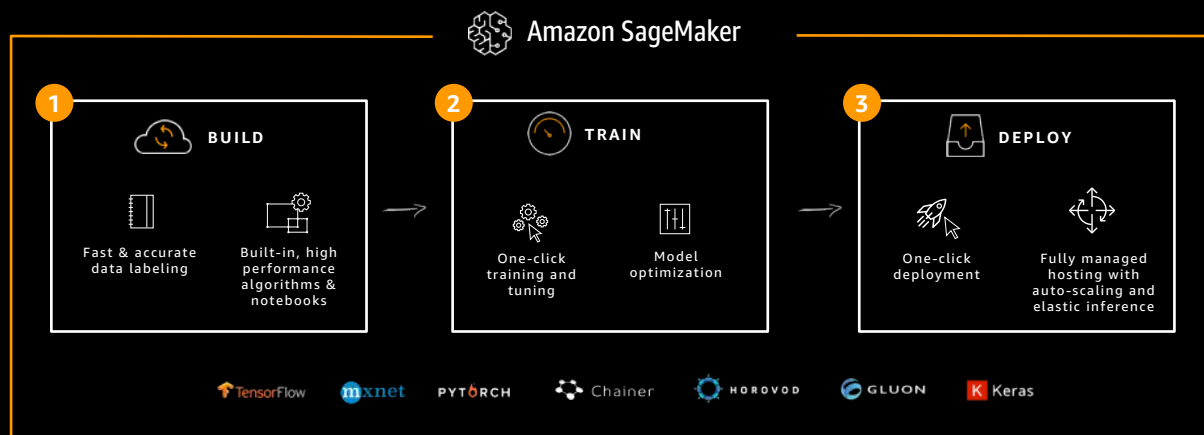 Amazon SageMaker
1
BUILD
Fast & accurate
data labeling
Built-in, high
performance
algorithms &
notebooks
2
TRAIN
One-click
training and
tuning
Model
optimization
3
DEPLOY
One-click
deployment
Fully managed
hosting with
auto-scaling and
elastic inference
TensorFlow
mxnet
PYTORCH
Chainer
HOROVOD
GLUON
K Keras